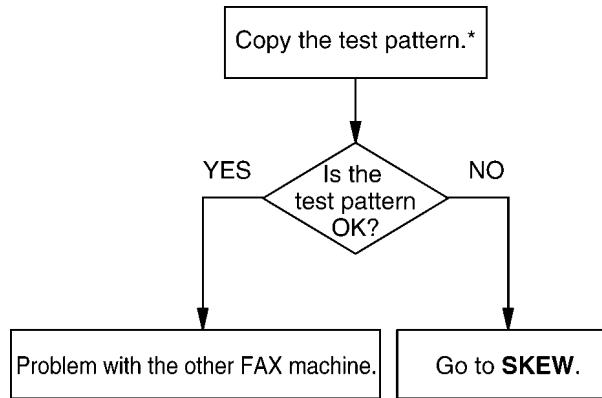 Copy the test pattern.*
YES
NO
Is the
test pattern
OK?
Problem with the other FAX machine.
Go to SKEW.